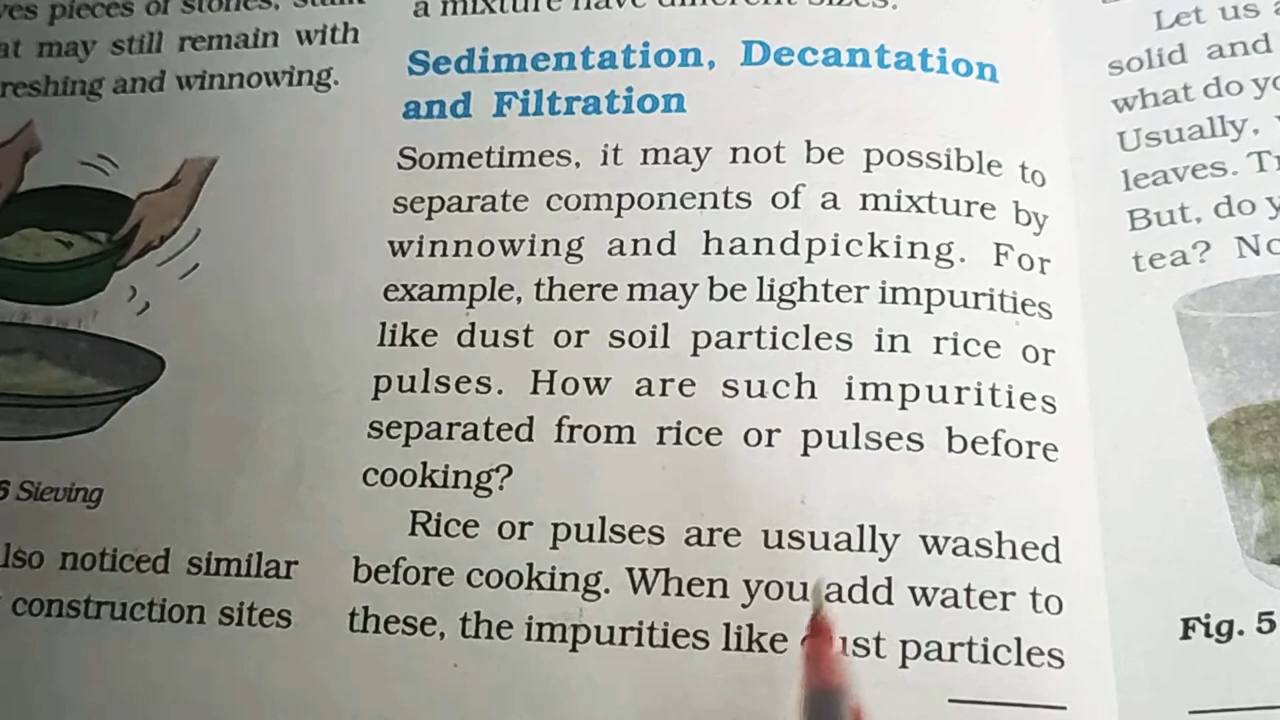 pieces of stones,
at may still remain with
reshing and winnowing.
6 Sieving
lso noticed similar
construction sites
a mixture have different sizes.
Sedimentation, Decantation
and Filtration
Sometimes, it may not be possible to
separate components of a mixture by
winnowing and handpicking. For
example, there may be lighter impurities
like dust or soil particles in rice or
pulses. How are such impurities
separated from rice or pulses before
cooking?
Rice or pulses are usually washed
before cooking. When you add water to
these, the impurities like dust particles
Let us
solid and
what do yo
Usually,
leaves. Tr
But, do y
tea? No
Fig. 5